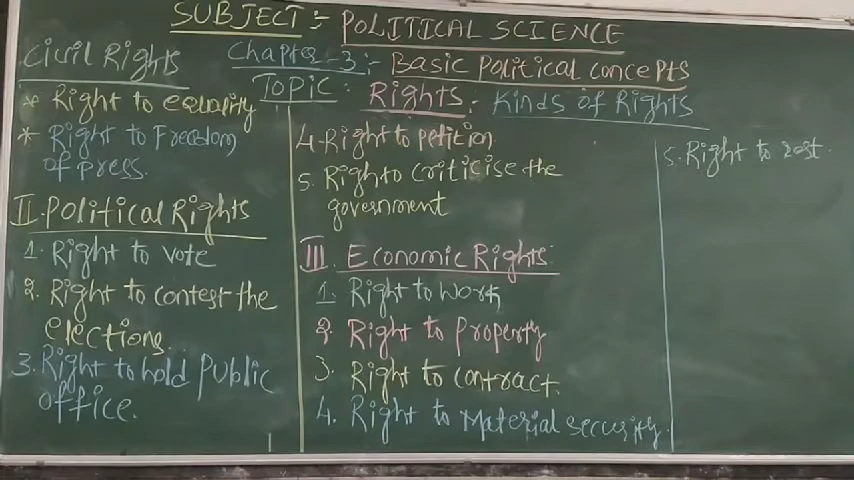 SUBJECT:- POLITICAL SCIENCE
Chapter-3:- Basic Political concepts
Topic: Rights: Kinds of Rights
Civil Rights
* Right to equality
* Right to Freedom
of press.
II. Political Rights
1. Right to vote
2. Right to contest the
elections.
3. Right to hold Public
office.
4. Right to petition
5. Righto criticise the
government
III. Economic Rights:
1. Right to Work
2. Right to Property
3. Right to contract.
4. Right to Material security.
5. Right to rest.